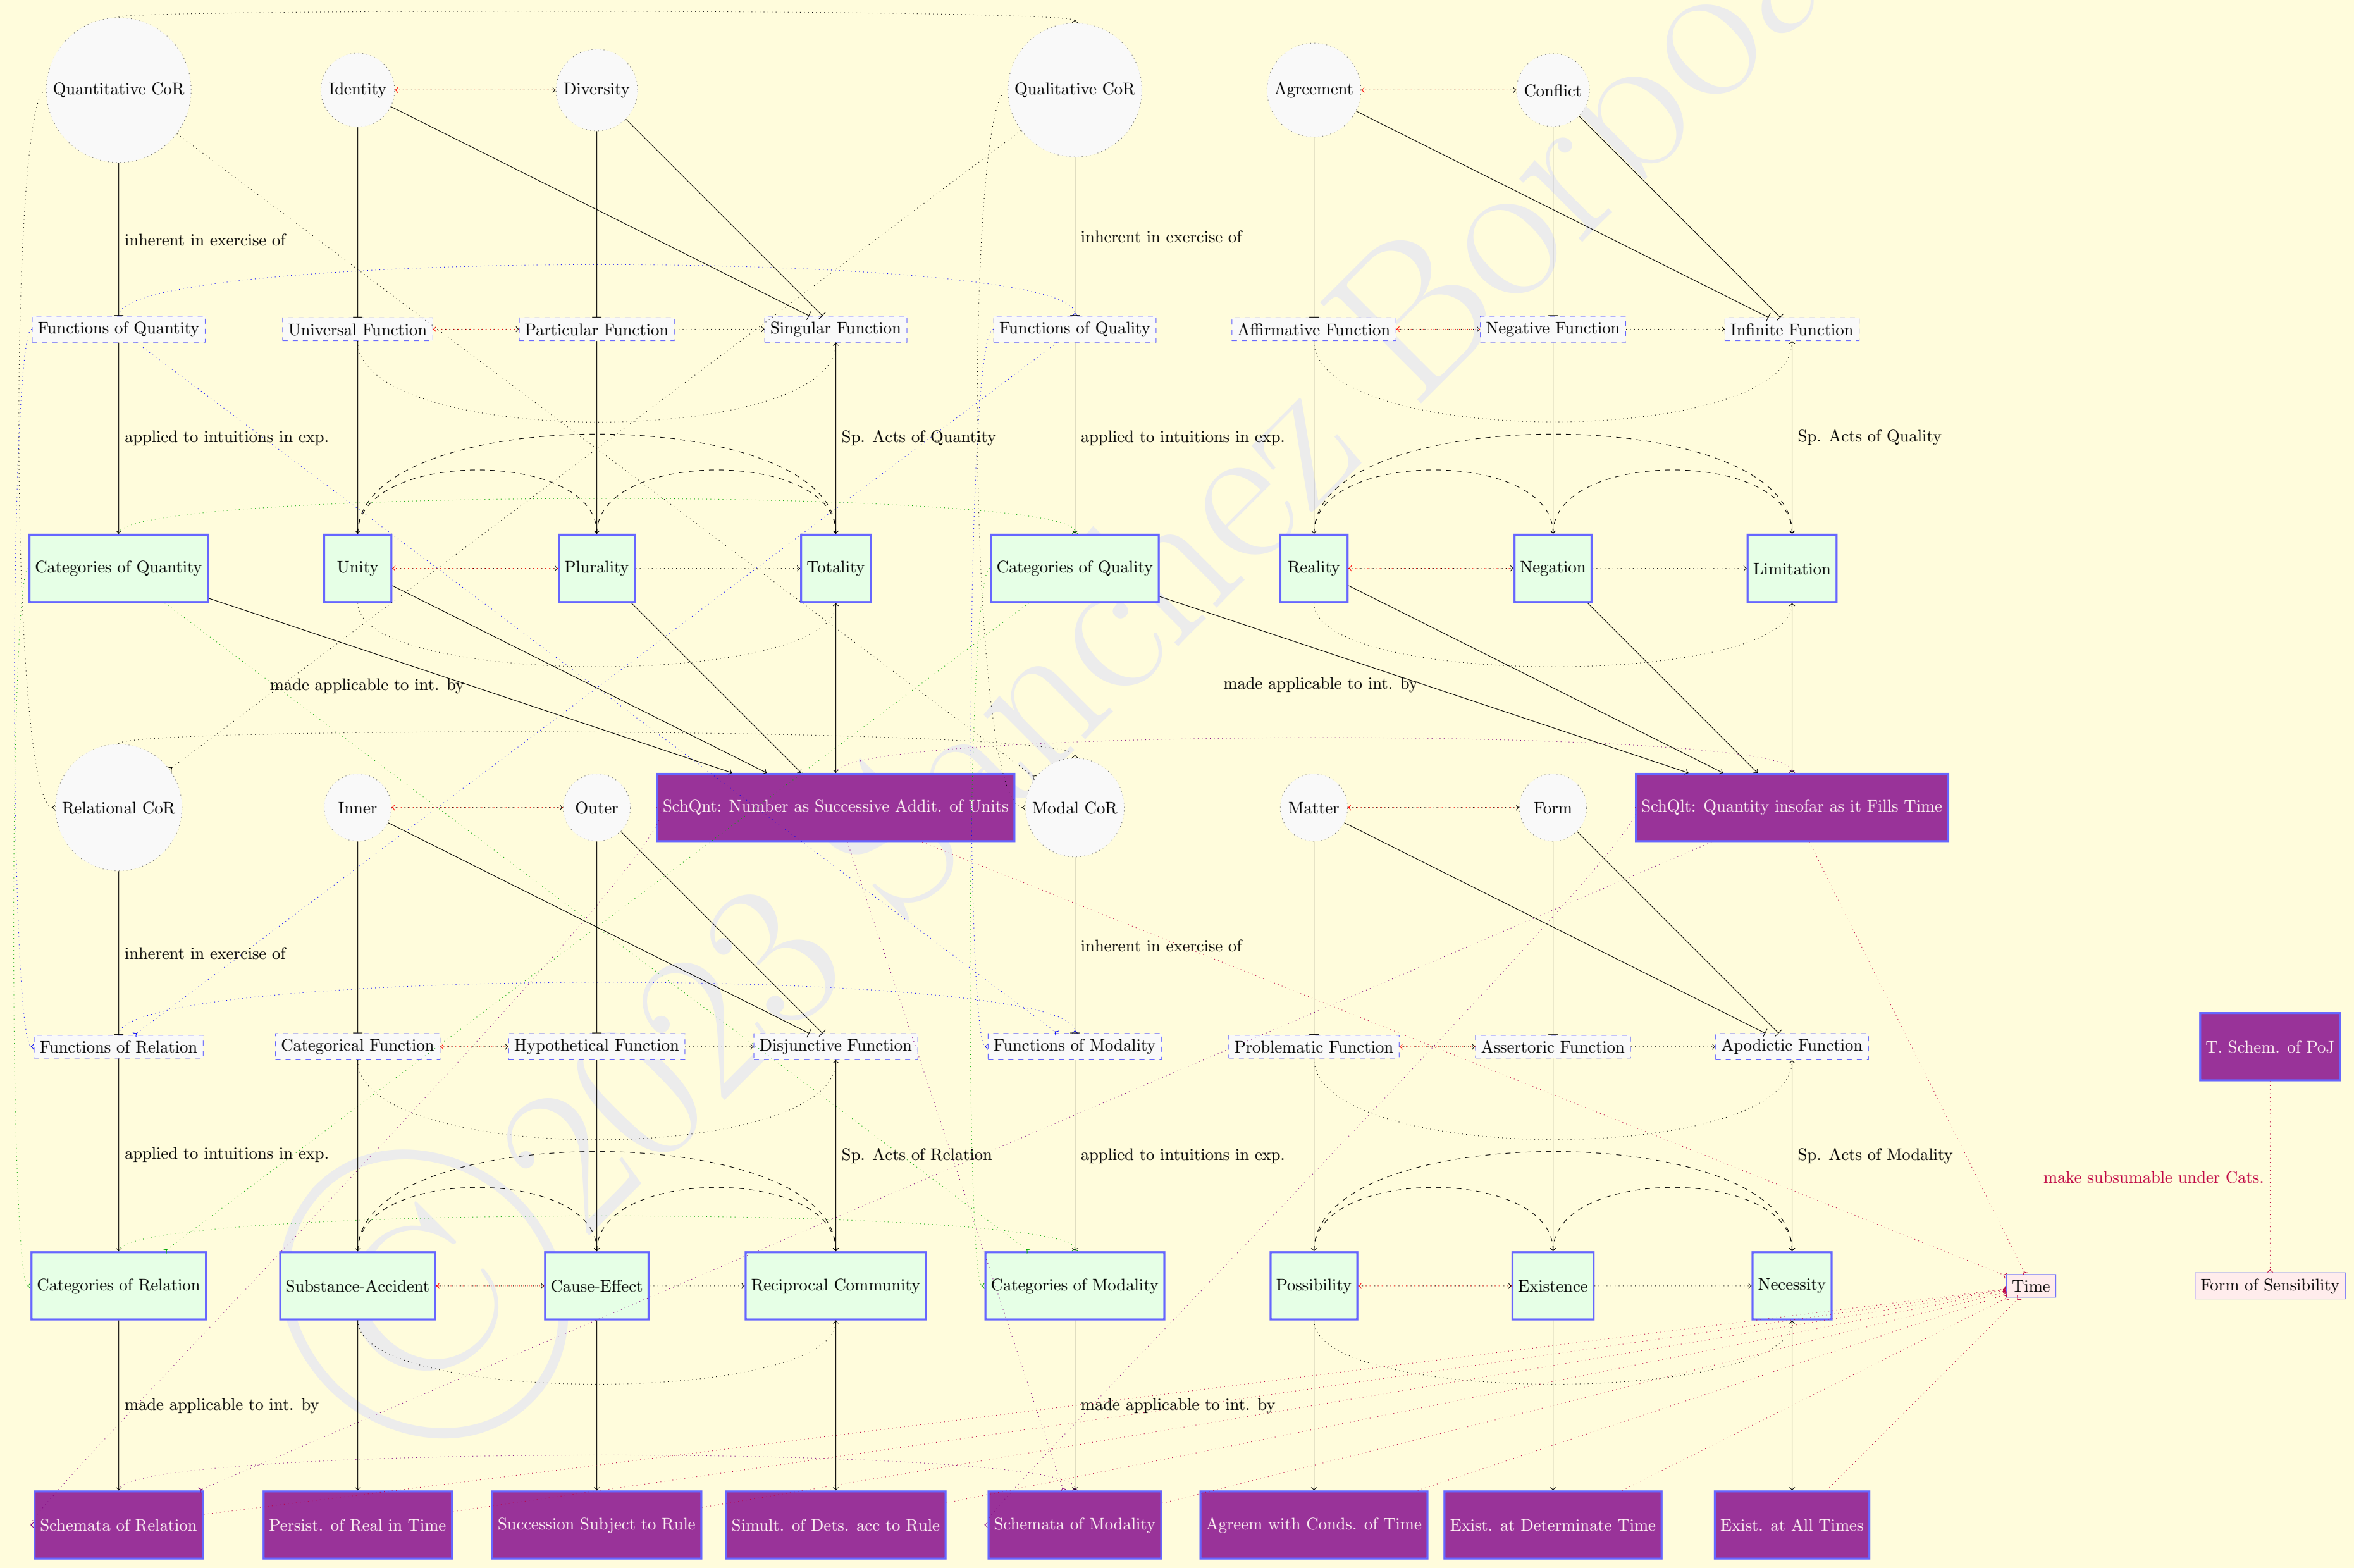 Quantitative CoR
Identity
Diversity
Qualitative CoR
Agreement
Conflict
inherent in exercise of
inherent in exercise of
Functions of Quantity
Universal Function
Particular Function
Singular Function
Functions of Quality
Affirmative Function
Negative Function
Infinite Function
applied to intuitions in exp.
Sp. Acts of Quantity
applied to intuitions in exp.
Sp. Acts of Quality
Categories of Quantity
Unity
Plurality
Totality
Categories of Quality
Reality
Negation
Limitation
made applicable to int. by
made applicable to int. by
Relational CoR
Inner
Outer
SchQnt: Number as Successive Addit. of Units
Modal CoR
Matter
Form
SchQlt: Quantity insofar as it Fills Time
inherent in exercise of
inherent in exercise of
Functions of Relation
Categorical Function
Hypothetical Function
Disjunctive Function
Functions of Modality
Problematic Function
Assertoric Function
Apodictic Function
T. Schem. of PoJ
applied to intuitions in exp.
Sp. Acts of Relation
applied to intuitions in exp.
Sp. Acts of Modality
make subsumable under Cats.
Categories of Relation
Substance-Accident
Cause-Effect
Reciprocal Community
Categories of Modality
Possibility
Existence
Necessity
Time
Form of Sensibility
made applicable to int. by
made applicable to int. by
Schemata of Relation
Persist. of Real in Time
Succession Subject to Rule
Simult. of Dets. acc to Rule
Schemata of Modality
Agreem with Conds. of Time
Exist. at Determinate Time
Exist. at All Times
© 2023 Sanchez